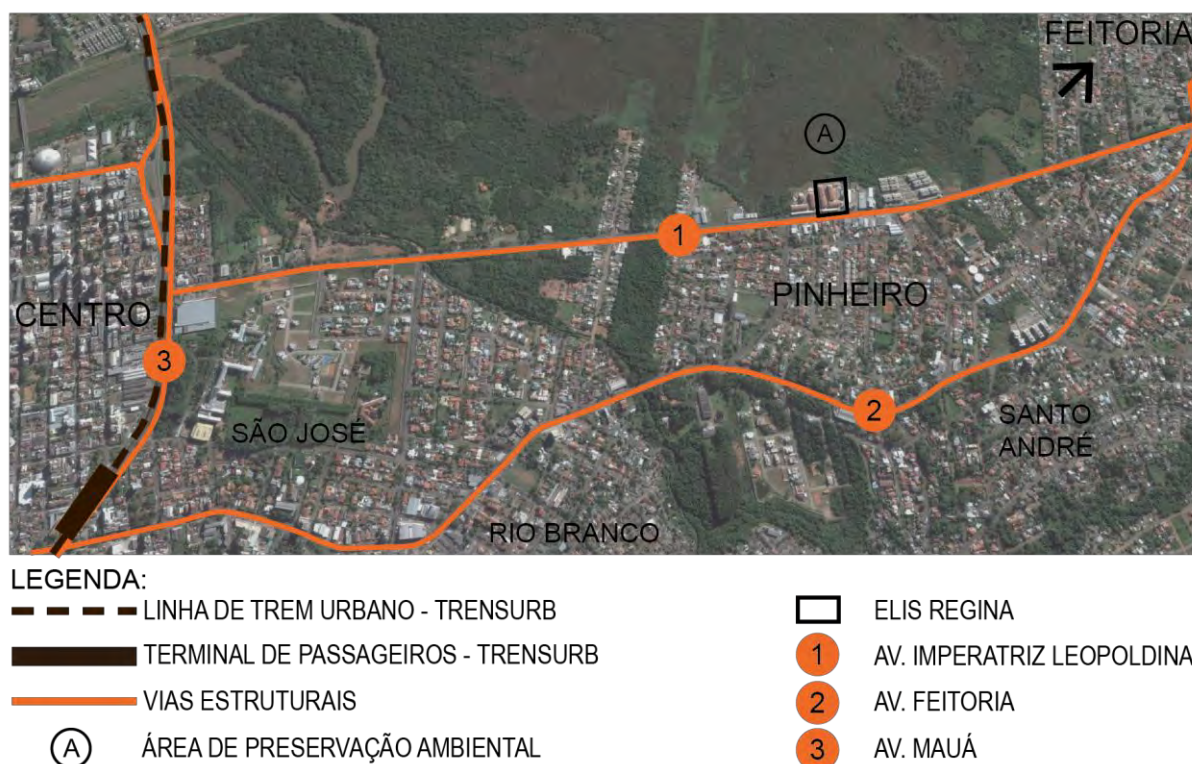 FEITORIA
A
1
CENTRO
PINHEIRO
3
2
SÃO JOSÉ
SANTO
ANDRÉ
RIO BRANCO
LEGENDA:
LINHA DE TREM URBANO - TRENSURB
TERMINAL DE PASSAGEIROS - TRENSURB
VIAS ESTRUTURAIS
A ÁREA DE PRESERVAÇÃO AMBIENTAL
ELIS REGINA
1 AV. IMPERATRIZ LEOPOLDINA
2 AV. FEITORIA
3 AV. MAUÁ